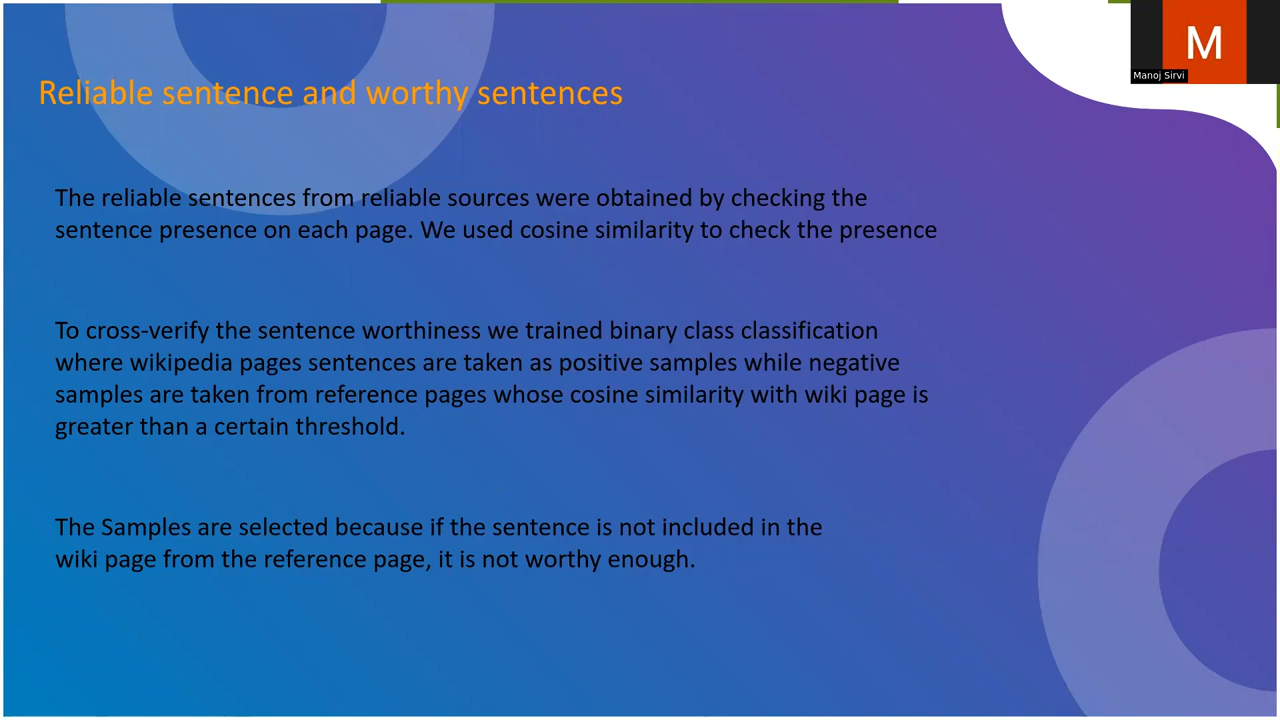 M
Manoj Sirvi
Reliable sentence and worthy sentences
The reliable sentences from reliable sources were obtained by checking the
sentence presence on each page. We used cosine similarity to check the presence
To cross-verify the sentence worthiness we trained binary class classification
where wikipedia pages sentences are taken as positive samples while negative
samples are taken from reference pages whose cosine similarity with wiki page is
greater than a certain threshold.
The Samples are selected because if the sentence is not included in the
wiki page from the reference page, it is not worthy enough.